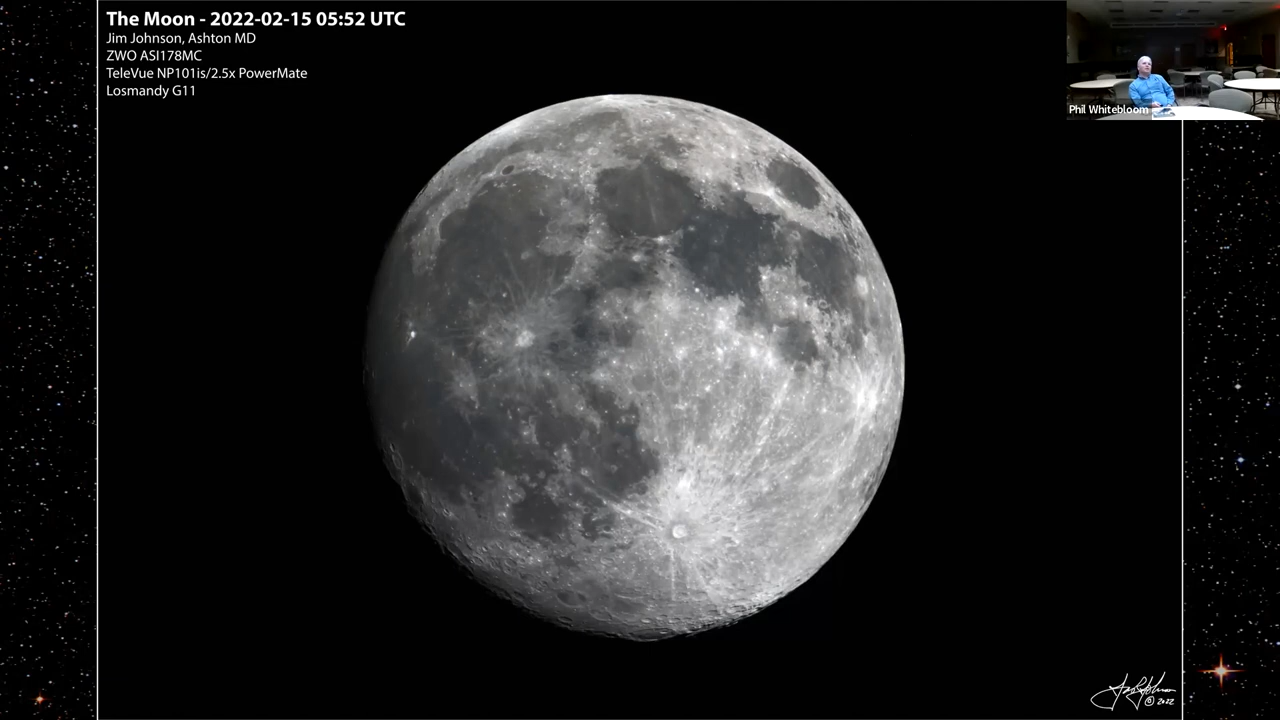 The Moon - 2022-02-15 05:52 UTC
Jim Johnson, Ashton MD
ZWO ASI178MC
TeleVue NP101is/2.5x PowerMate
Losmandy G11
Phil Whitebloom
© 2022